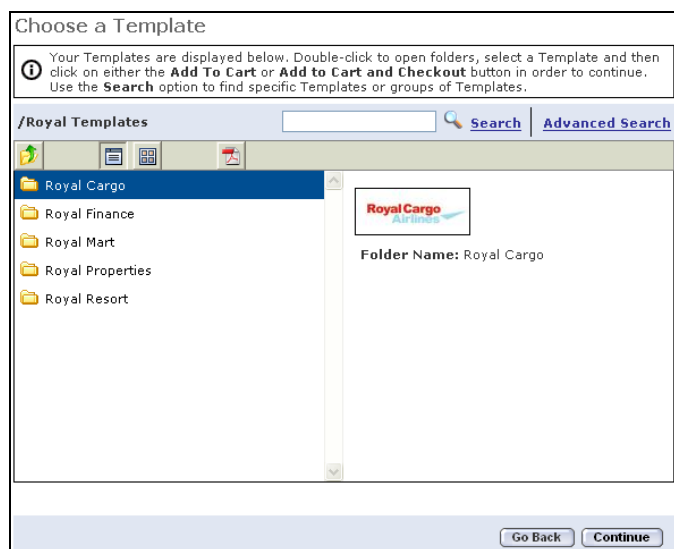 Choose a Template
Your Templates are displayed below. Double-click to open folders, select a Template and then
click on either the Add To Cart or Add to Cart and Checkout button in order to continue.
Use the Search option to find specific Templates or groups of Templates.
/Royal Templates
Search
Advanced Search
Royal Cargo
Royal Finance
Royal Mart
Royal Properties
Royal Resort
RoyalCargo
Airlines
Folder Name: Royal Cargo
Go Back
Continue